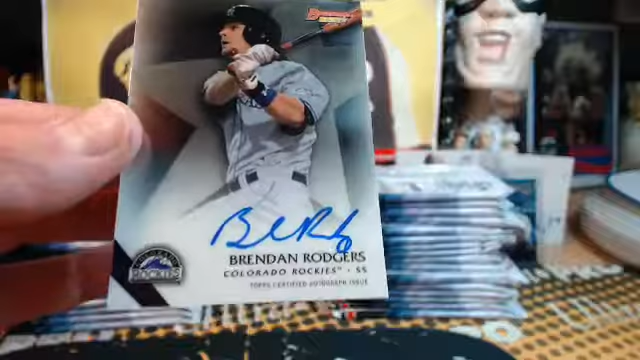 BRENDAN RODGERS
COLORADO ROCKIES™ • SS
TOPPS CERTIFIED AUTOGRAPH ISSUE
ROCKIES